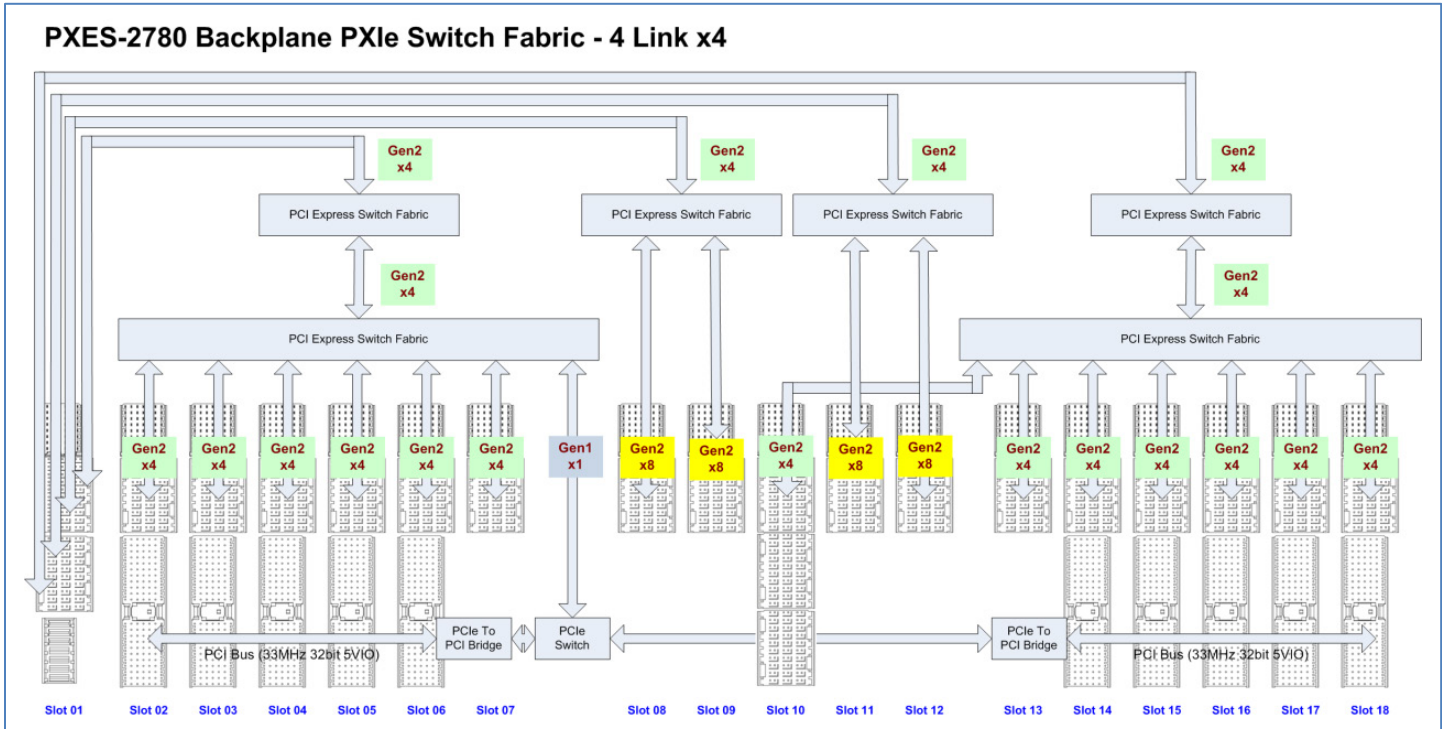 PXES-2780 Backplane PXIe Switch Fabric - 4 Link x4
Gen2
x4
Gen2
x4
Gen2
x4
Gen2
x4
PCI Express Switch Fabric
PCI Express Switch Fabric
PCI Express Switch Fabric
PCI Express Switch Fabric
Gen2
x4
Gen2
x4
PCI Express Switch Fabric
PCI Express Switch Fabric
Gen2
x4
Gen2
x4
Gen2
x4
Gen2
x4
Gen2
x4
Gen2
x4
Gen1
x1
Gen2
x8
Gen2
x8
Gen2
x4
Gen2
x8
Gen2
x8
Gen2
x4
Gen2
x4
Gen2
x4
Gen2
x4
Gen2
x4
Gen2
x4
PCI Bus (33MHz 32bit 5VIO)
PCIe To
PCI Bridge
PCIe
Switch
PCIe To
PCI Bridge
PCI Bus (33MHz 32bit 5VIO)
Slot 01
Slot 02
Slot 03
Slot 04
Slot 05
Slot 06
Slot 07
Slot 08
Slot 09
Slot 10
Slot 11
Slot 12
Slot 13
Slot 14
Slot 15
Slot 16
Slot 17
Slot 18